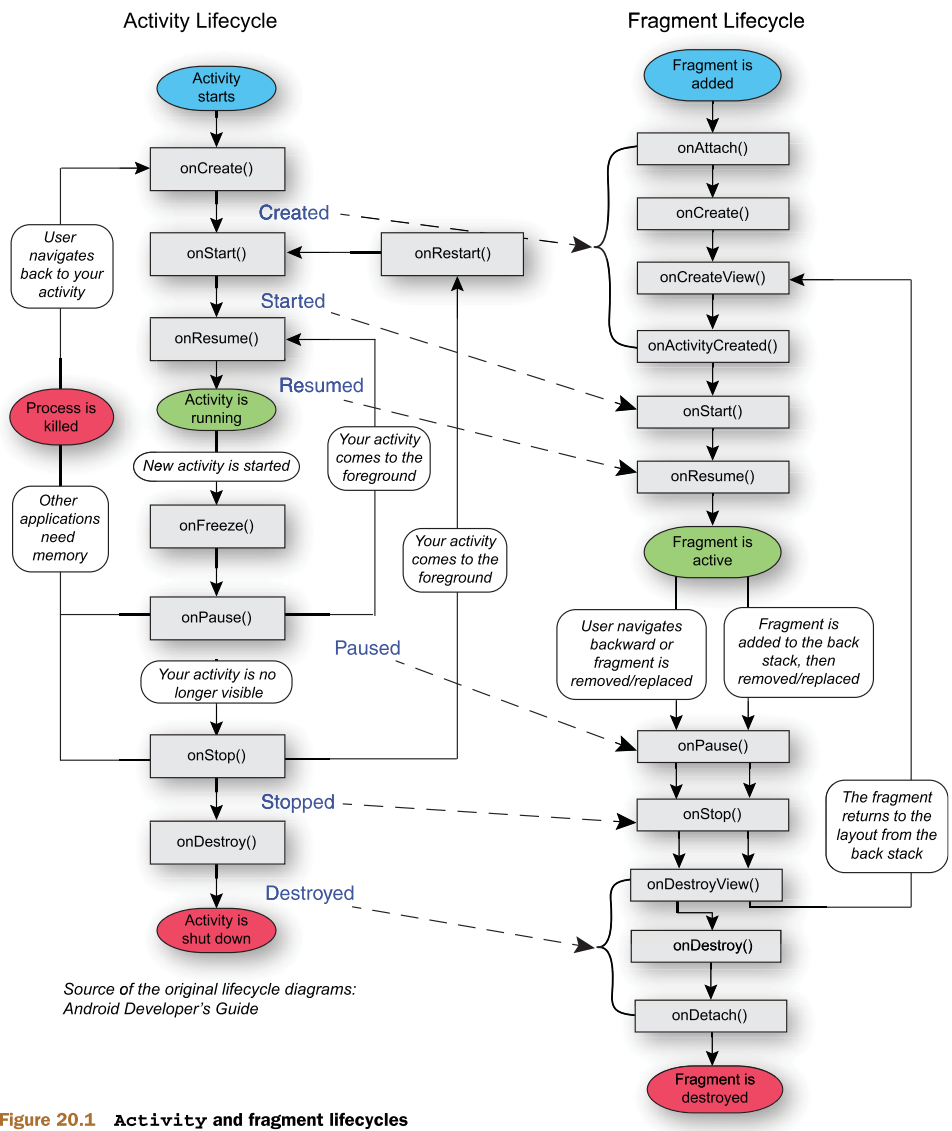 Activity Lifecycle
Activity
starts
onCreate()
Created
onStart()
onRestart()
User
navigates
back to your
activity
Started
onResume()
Resumed
Process is
killed
Activity is
running
Your activity
comes to the
foreground
New activity is started
Other
applications
need
memory
onFreeze()
Your activity
comes to the
foreground
onPause()
Paused
Your activity is no
longer visible
onStop()
Stopped
onDestroy()
Destroyed
Activity is
shut down
Source of the original lifecycle diagrams:
Android Developer's Guide
Fragment Lifecycle
Fragment is
added
onAttach()
onCreate()
onCreateView()
onActivityCreated()
onStart()
onResume()
Fragment is
active
User navigates
backward or
fragment is
removed/replaced
Fragment is
added to the back
stack, then
removed/replaced
onPause()
onStop()
The fragment
returns to the
layout from the
back stack
onDestroyView()
onDestroy()
onDetach()
Fragment is
destroyed
Figure 20.1 Activity and fragment lifecycles